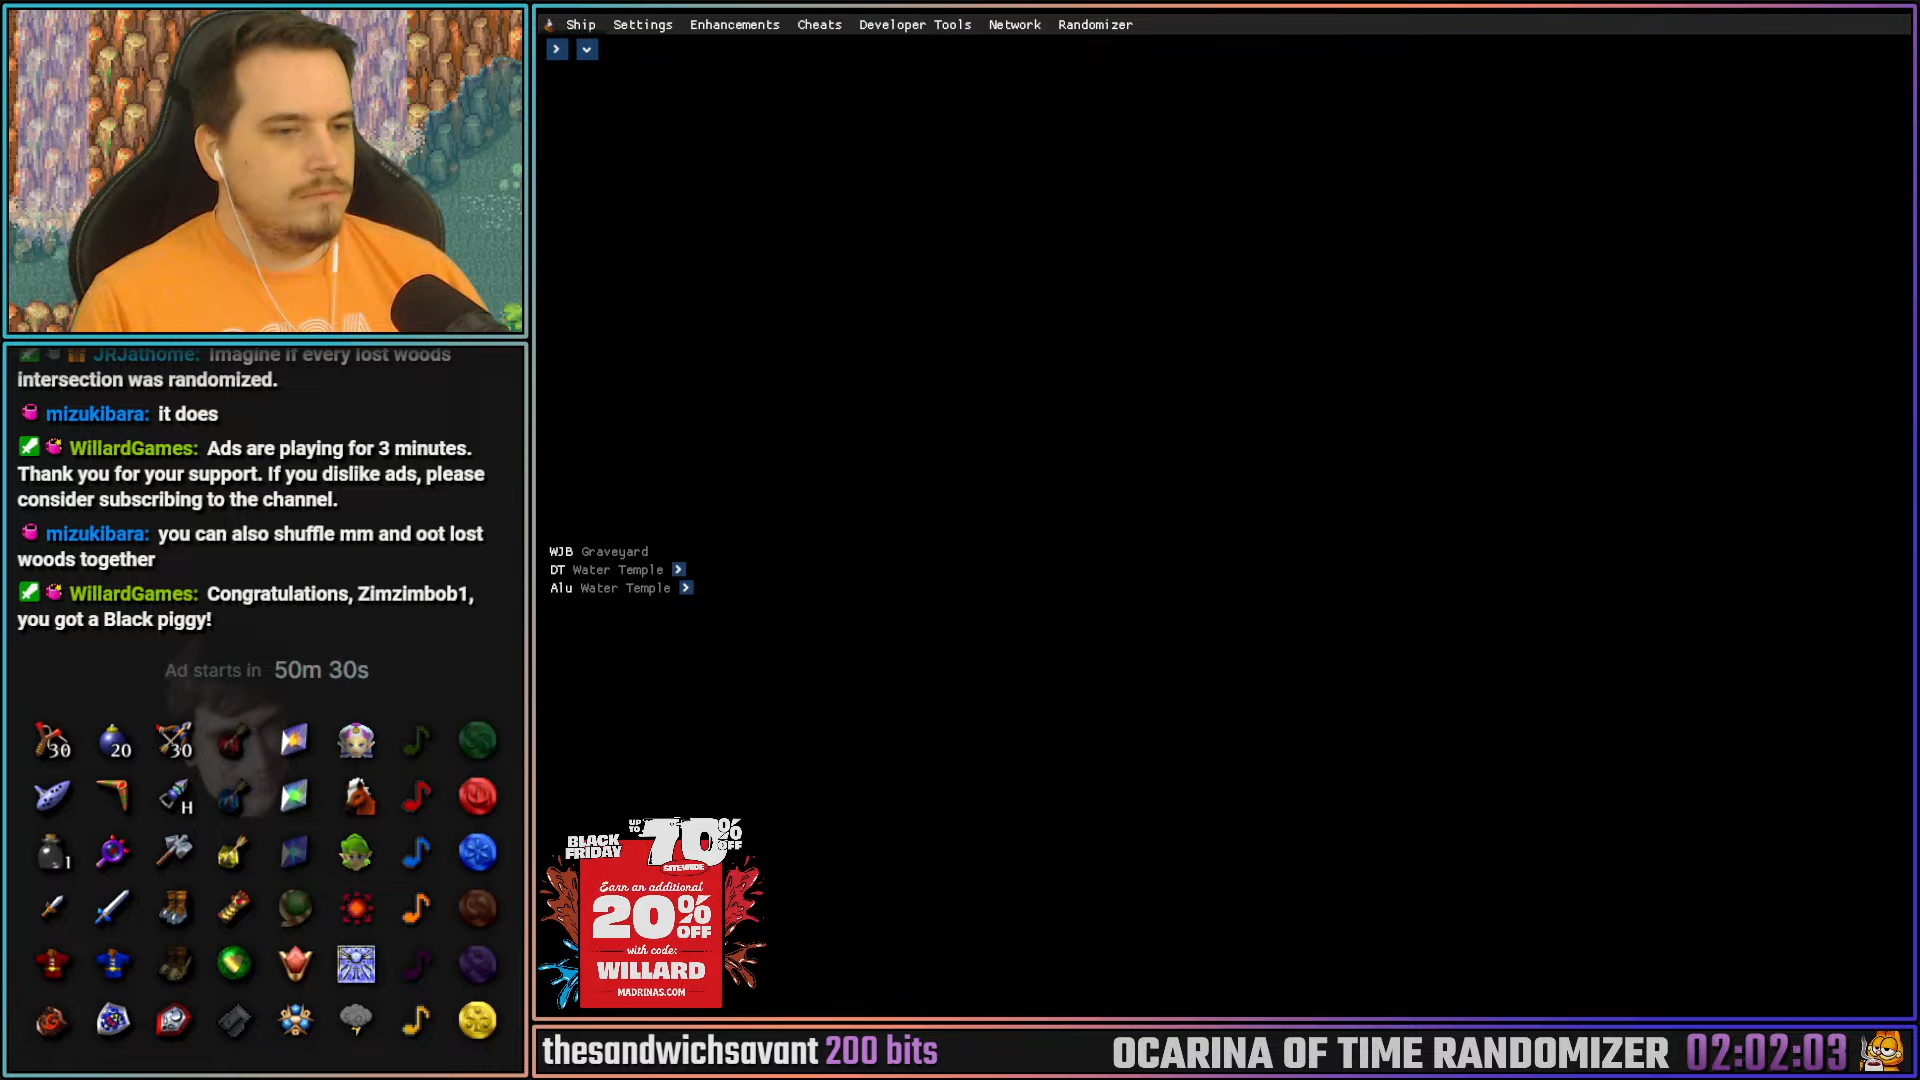 Ship Settings Enhancements Cheats Developer Tools Network Randomizer
JRJathome: Imagine if every lost woods
intersection was randomized.
mizukibara: it does
WillardGames: Ads are playing for 3 minutes.
Thank you for your support. If you dislike ads, please
consider subscribing to the channel.
mizukibara: you can also shuffle mm and oot lost
woods together
WillardGames: Congratulations, Zimzimbob1,
you got a Black piggy!
Ad starts in 50m 30s
30 20 30
H
1
WJB Graveyard
DT Water Temple
Alu Water Temple
BLACK FRIDAY
UP TO 70% OFF
SITEWIDE
Earn an additional
20% OFF
with code:
WILLARD
MADRINAS.COM
thesandwichsavant 200 bits
OCARINA OF TIME RANDOMIZER 02:02:03